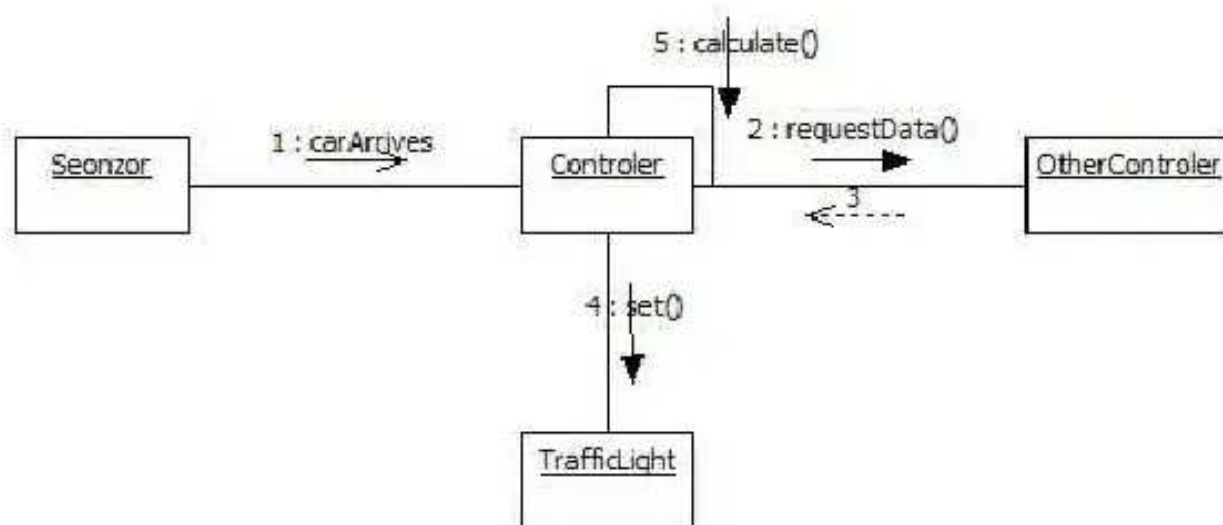 5 : calculate()
1 : carArrives
2 : requestData()
Seonzor
Controler
OtherControler
3
4 : set()
TrafficLight